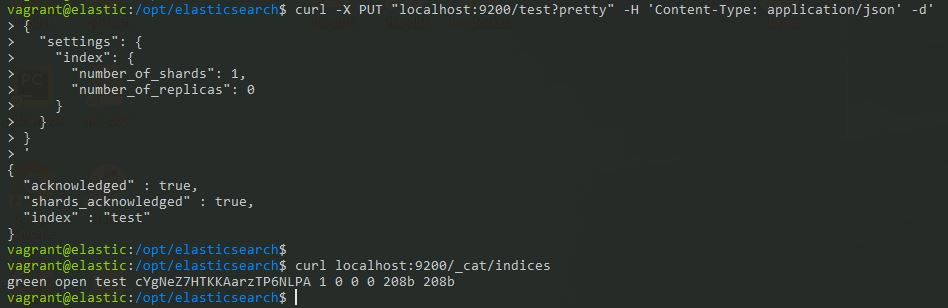 vagrant@elastic:/opt/elasticsearch$ curl -X PUT "localhost:9200/test?pretty" -H 'Content-Type: application/json' -d'
> {
>   "settings": {
>     "index": {
>       "number_of_shards": 1,
>       "number_of_replicas": 0
>     }
>   }
> }
> '
{
  "acknowledged" : true,
  "shards_acknowledged" : true,
  "index" : "test"
}
vagrant@elastic:/opt/elasticsearch$
vagrant@elastic:/opt/elasticsearch$ curl localhost:9200/_cat/indices
green open test cYgNeZ7HTKKAarzTP6NLPA 1 0 0 0 208b 208b
vagrant@elastic:/opt/elasticsearch$